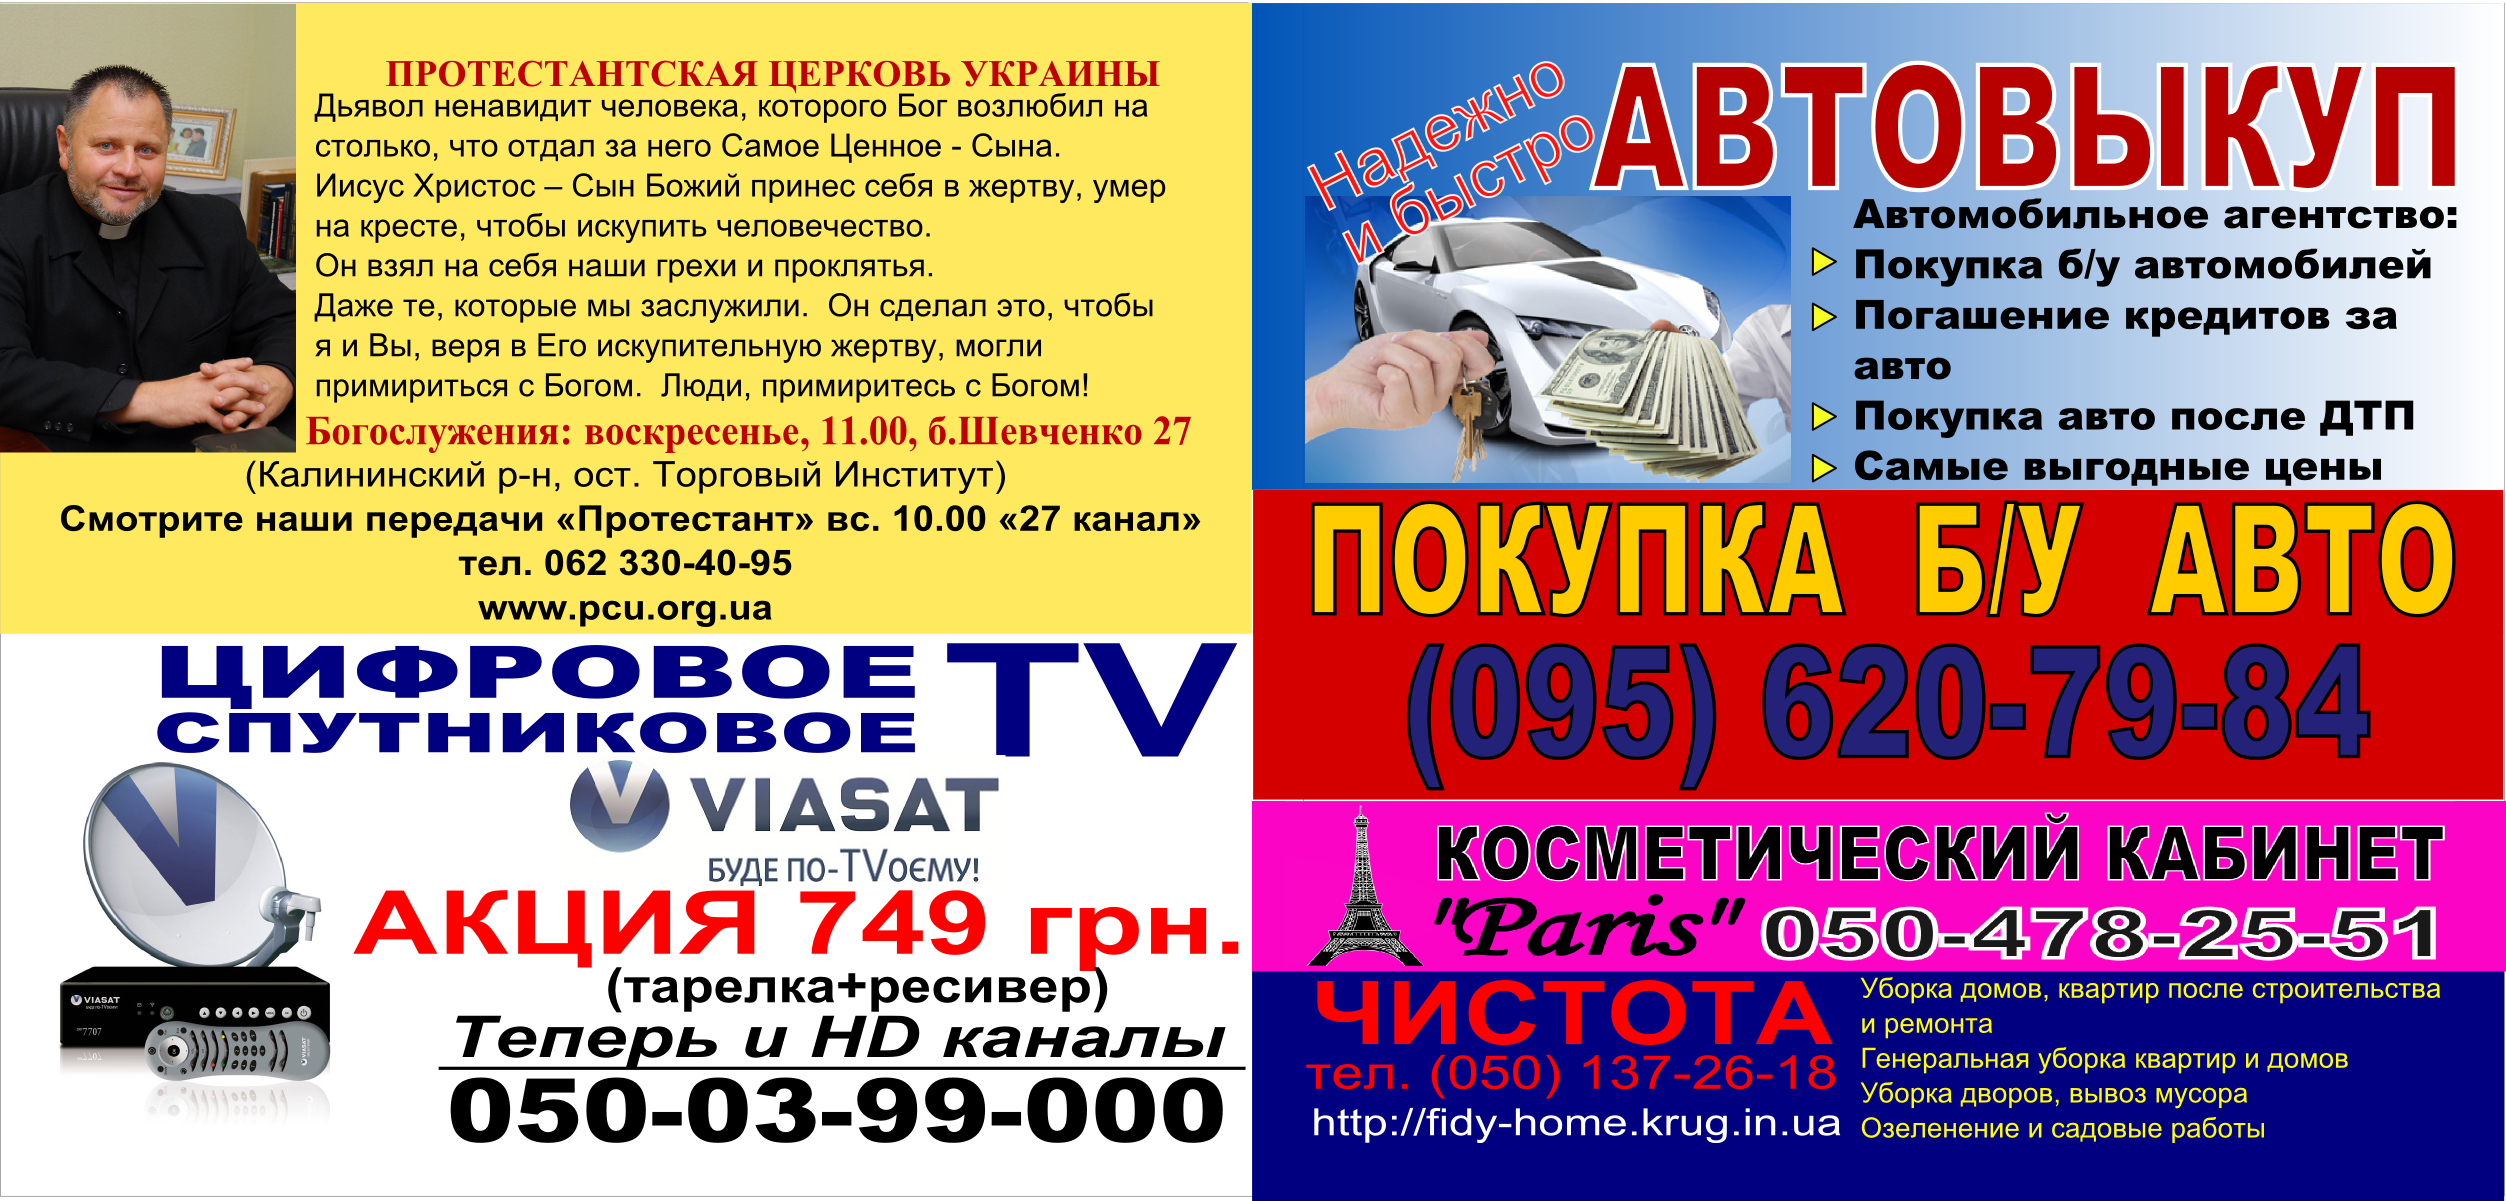 ПРОТЕСТАНТСКАЯ ЦЕРКОВЬ УКРАИНЫ
Дьявол ненавидит человека, которого Бог возлюбил на
столько, что отдал за него Самое Ценное - Сына.
Иисус Христос – Сын Божий принес себя в жертву, умер
на кресте, чтобы искупить человечество.
Он взял на себя наши грехи и проклятья.
Даже те, которые мы заслужили. Он сделал это, чтобы
я и Вы, веря в Его искупительную жертву, могли
примириться с Богом. Люди, примиритесь с Богом!
Богослужения: воскресенье, 11.00, б.Шевченко 27
(Калининский р-н, ост. Торговый Институт)
Смотрите наши передачи «Протестант» вс. 10.00 «27 канал»
тел. 062 330-40-95
www.pcu.org.ua
ЦИФРОВОЕ TV
СПУТНИКОВОЕ
VIASAT
БУДЕ ПО-TVОЄМУ!
АКЦИЯ 749 грн.
(тарелка+ресивер)
Теперь и HD каналы
050-03-99-000
VIASAT
7707
VIASAT
Надежно
и быстро
АВТОВЫКУП
Автомобильное агентство:
Покупка б/у автомобилей
Погашение кредитов за
авто
Покупка авто после ДТП
Самые выгодные цены
ПОКУПКА Б/У АВТО
(095) 620-79-84
КОСМЕТИЧЕСКИЙ КАБИНЕТ
"Paris" 050-478-25-51
ЧИСТОТА
тел. (050) 137-26-18
http://fidy-home.krug.in.ua
Уборка домов, квартир после строительства
и ремонта
Генеральная уборка квартир и домов
Уборка дворов, вывоз мусора
Озеленение и садовые работы